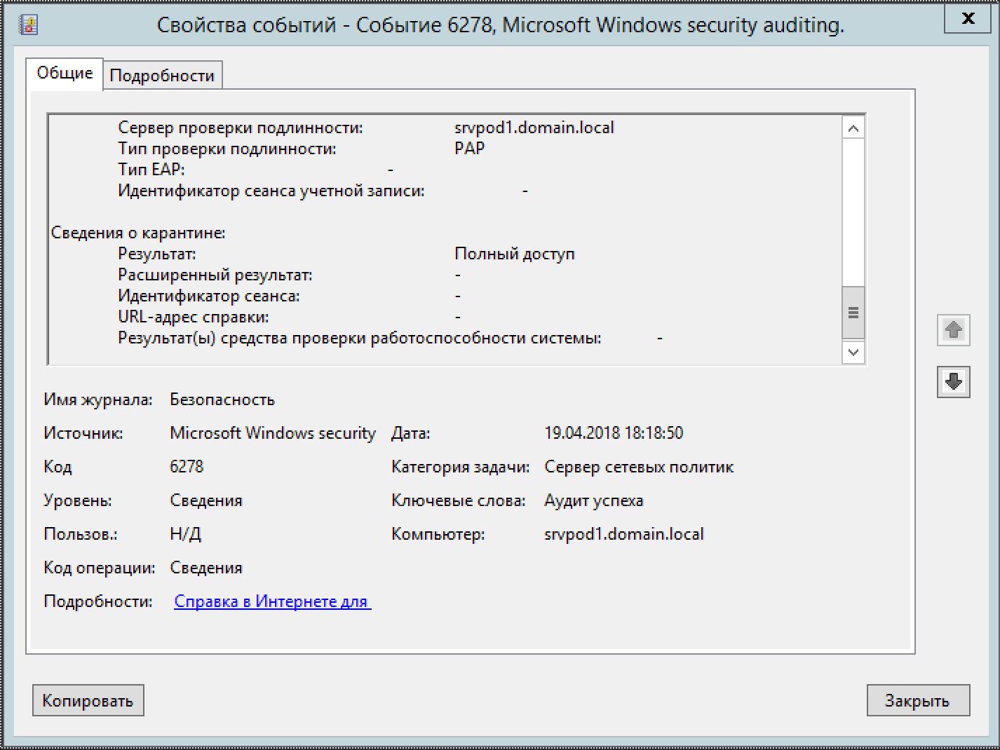 Свойства событий - Событие 6278, Microsoft Windows security auditing.
X
Общие
Подробности
Сервер проверки подлинности: srvpod1.domain.local
Тип проверки подлинности: PAP
Тип EAP: -
Идентификатор сеанса учетной записи: -
Сведения о карантине:
Результат: Полный доступ
Расширенный результат: -
Идентификатор сеанса: -
URL-адрес справки: -
Результат(ы) средства проверки работоспособности системы: -
Имя журнала: Безопасность
Источник: Microsoft Windows security Дата: 19.04.2018 18:18:50
Код 6278 Категория задачи: Сервер сетевых политик
Уровень: Сведения Ключевые слова: Аудит успеха
Пользов.: Н/Д Компьютер: srvpod1.domain.local
Код операции: Сведения
Подробности: Справка в Интернете для
Копировать
Закрыть